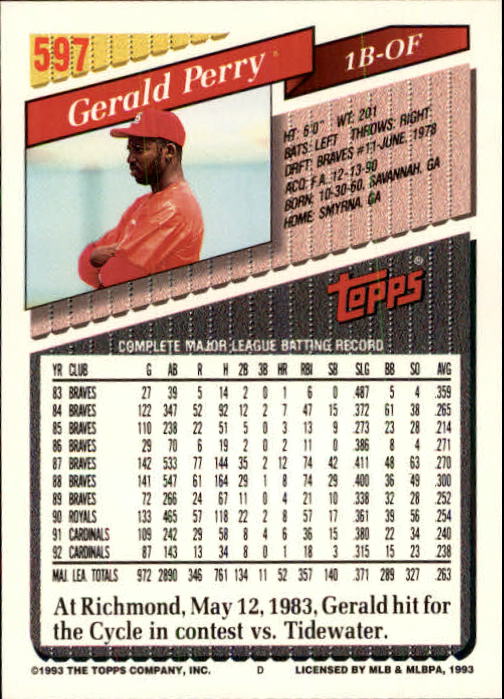 597
Gerald Perry
1B-OF
HT: 6'0" WT: 201
BATS: LEFT THROWS: RIGHT
DRFT: BRAVES #11-JUNE, 1978
ACQ: F.A. 12-13-90
BORN: 10-30-60, SAVANNAH, GA
HOME: SMYRNA, GA
TOPPS®
COMPLETE MAJOR LEAGUE BATTING RECORD
YR CLUB G AB R H 2B 3B HR RBI SB SLG BB SO AVG
83 BRAVES 27 39 5 14 2 0 1 6 0 .487 5 4 .359
84 BRAVES 122 347 52 92 12 2 7 47 15 .372 61 38 .265
85 BRAVES 110 238 22 51 5 0 3 13 9 .273 23 28 .214
86 BRAVES 29 70 6 19 2 0 2 11 0 .386 8 4 .271
87 BRAVES 142 533 77 144 35 2 12 74 42 .411 48 63 .270
88 BRAVES 141 547 61 164 29 1 8 74 29 .400 36 49 .300
89 BRAVES 72 266 24 67 11 0 4 21 10 .338 32 28 .252
90 ROYALS 133 465 57 118 22 2 8 57 17 .361 39 56 .254
91 CARDINALS 109 242 29 58 8 4 6 36 15 .380 22 34 .240
92 CARDINALS 87 143 13 34 8 0 1 18 3 .315 15 23 .238
MAJ. LEA. TOTALS 972 2890 346 761 134 11 52 357 140 .371 289 327 .263
At Richmond, May 12, 1983, Gerald hit for
the Cycle in contest vs. Tidewater.
©1993 THE TOPPS COMPANY, INC. D LICENSED BY MLB & MLBPA, 1993